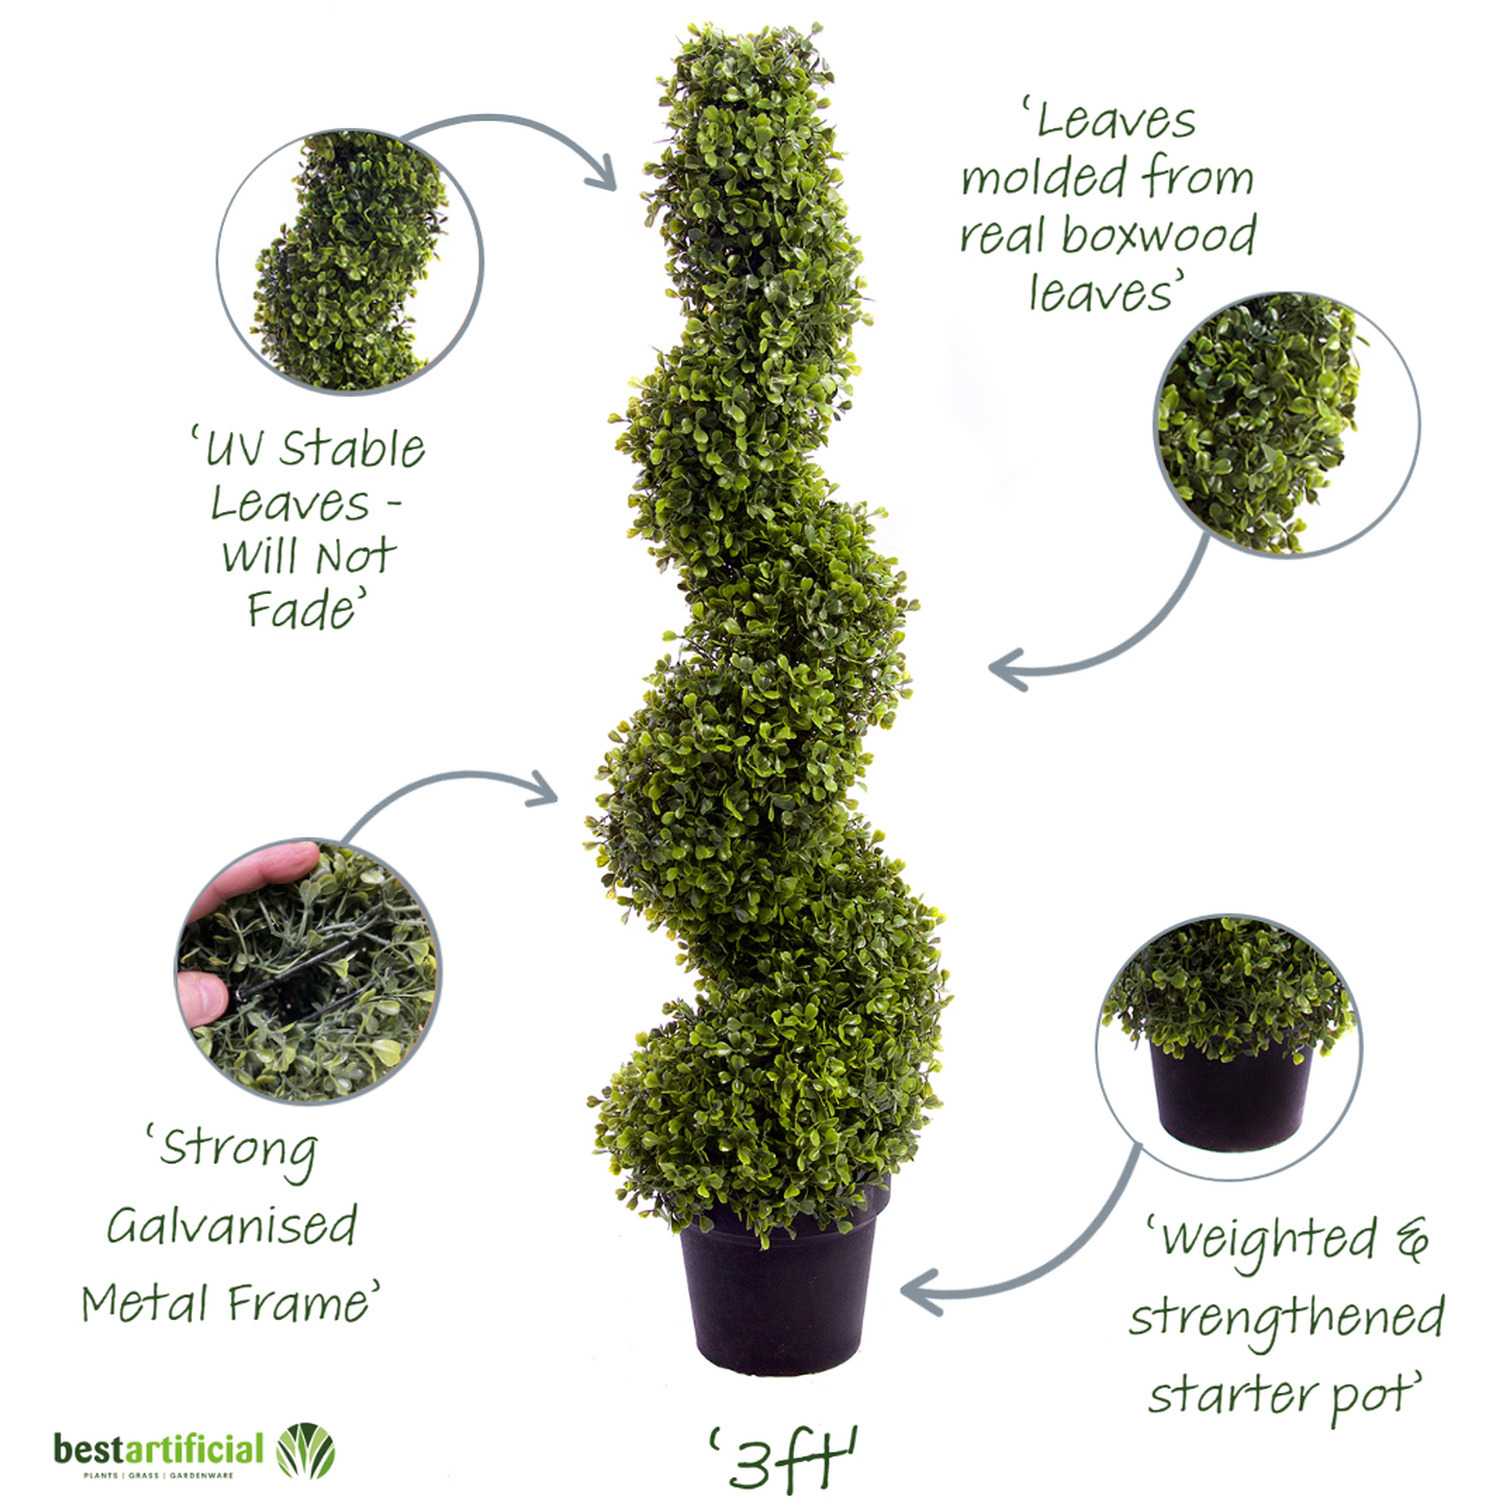 ‘Leaves
molded from
real boxwood
leaves’
‘UV Stable
Leaves -
Will Not
Fade’
‘Strong
Galvanised
Metal Frame’
‘Weighted &
strengthened
starter pot’
‘3ft'
bestartificial
PLANTS | GRASS | GARDENWARE